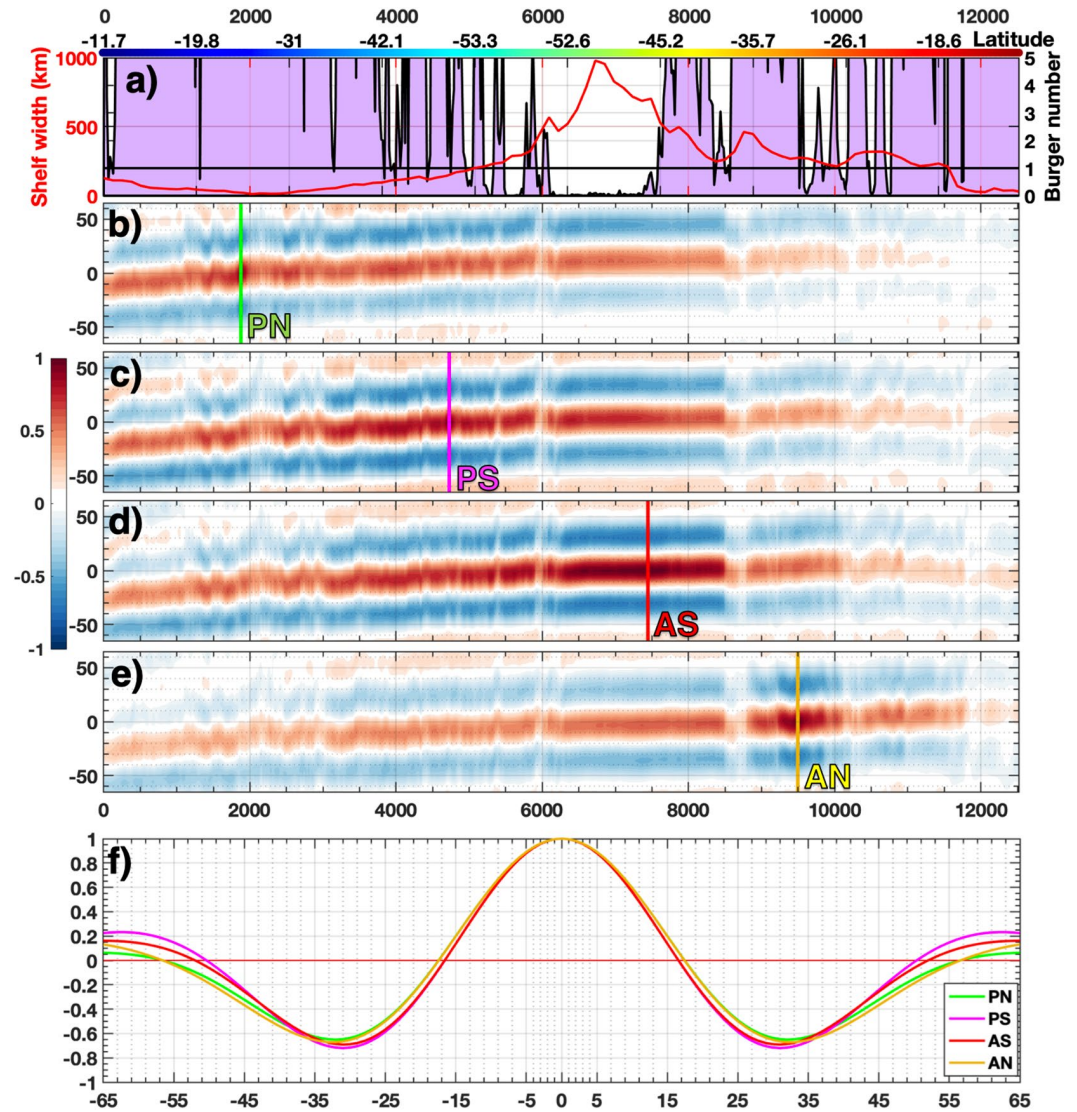 0 2000 4000 6000 8000 10000 12000
-11.7 -19.8 -31 -42.1 -53.3 -52.6 -45.2 -35.7 -26.1 -18.6 Latitude
Shelf width (km)
1000
500
0
a)
5
4
3
2
1
0
Burger number
b)
50
0
-50
PN
c)
50
0
-50
PS
1
0.5
0
-0.5
-1
d)
50
0
-50
AS
e)
50
0
-50
AN
0 2000 4000 6000 8000 10000 12000
f)
1
0.8
0.6
0.4
0.2
0
-0.2
-0.4
-0.6
-0.8
-1
PN
PS
AS
AN
-65 -55 -45 -35 -25 -15 -5 0 5 15 25 35 45 55 65